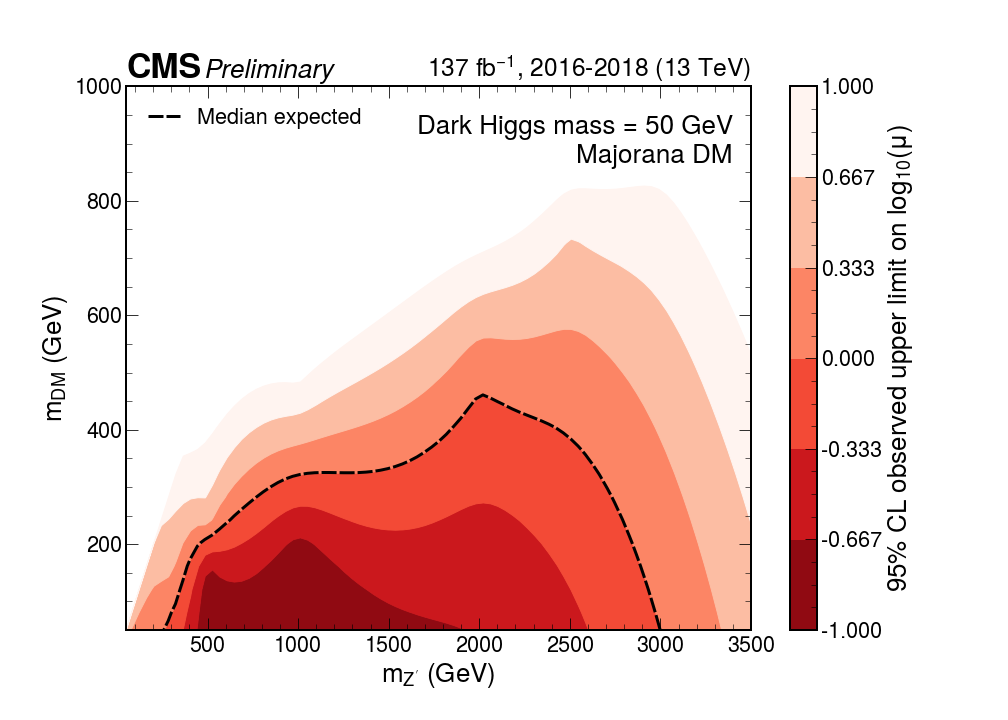 CMS Preliminary 137 fb⁻¹, 2016-2018 (13 TeV)
Median expected
Dark Higgs mass = 50 GeV
Majorana DM
1000
800
600
400
200
m_DM (GeV)
500 1000 1500 2000 2500 3000 3500
m_Z′ (GeV)
1.000
0.667
0.333
0.000
-0.333
-0.667
-1.000
95% CL observed upper limit on log₁₀(μ)